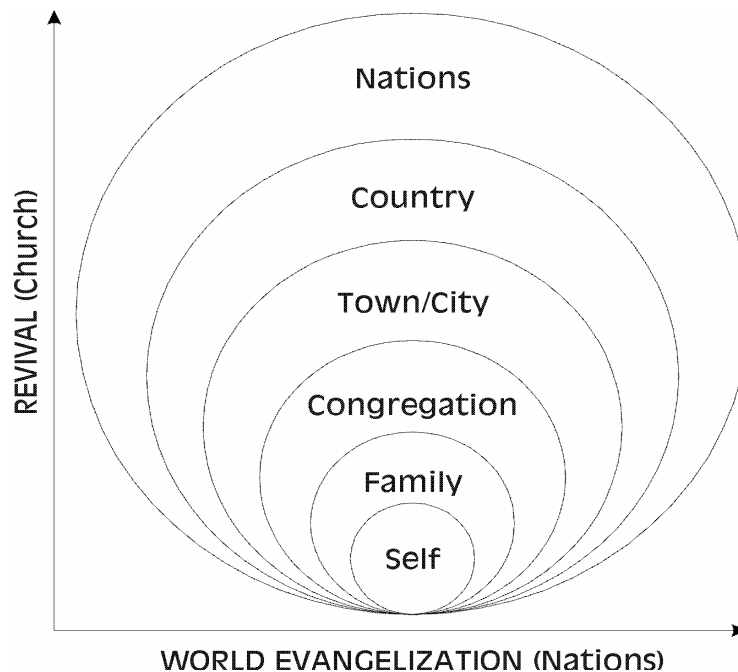 Nations
Country
Town/City
Congregation
Family
Self
REVIVAL (Church)
WORLD EVANGELIZATION (Nations)